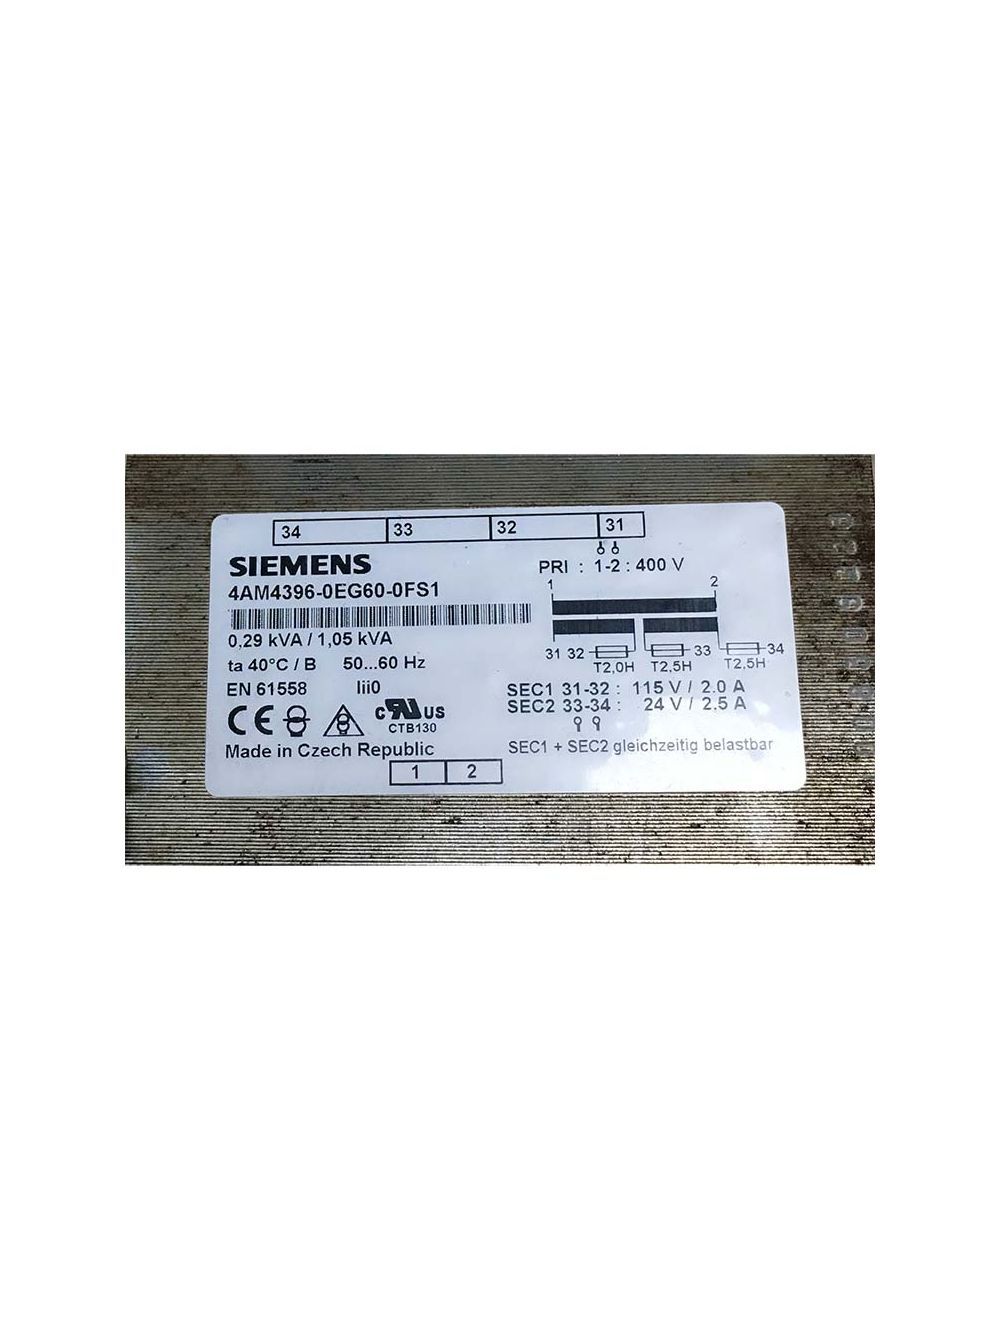 34 33 32 31
SIEMENS
4AM4396-0EG60-0FS1
0,29 kVA / 1,05 kVA
ta 40°C / B 50...60 Hz
EN 61558 Iii0
CE c RU US
CTB130
Made in Czech Republic
1 2
PRI : 1-2 : 400 V
1 2
31 32 33 34
T2,0H T2,5H T2,5H
SEC1 31-32 : 115 V / 2.0 A
SEC2 33-34 : 24 V / 2.5 A
SEC1 + SEC2 gleichzeitig belastbar